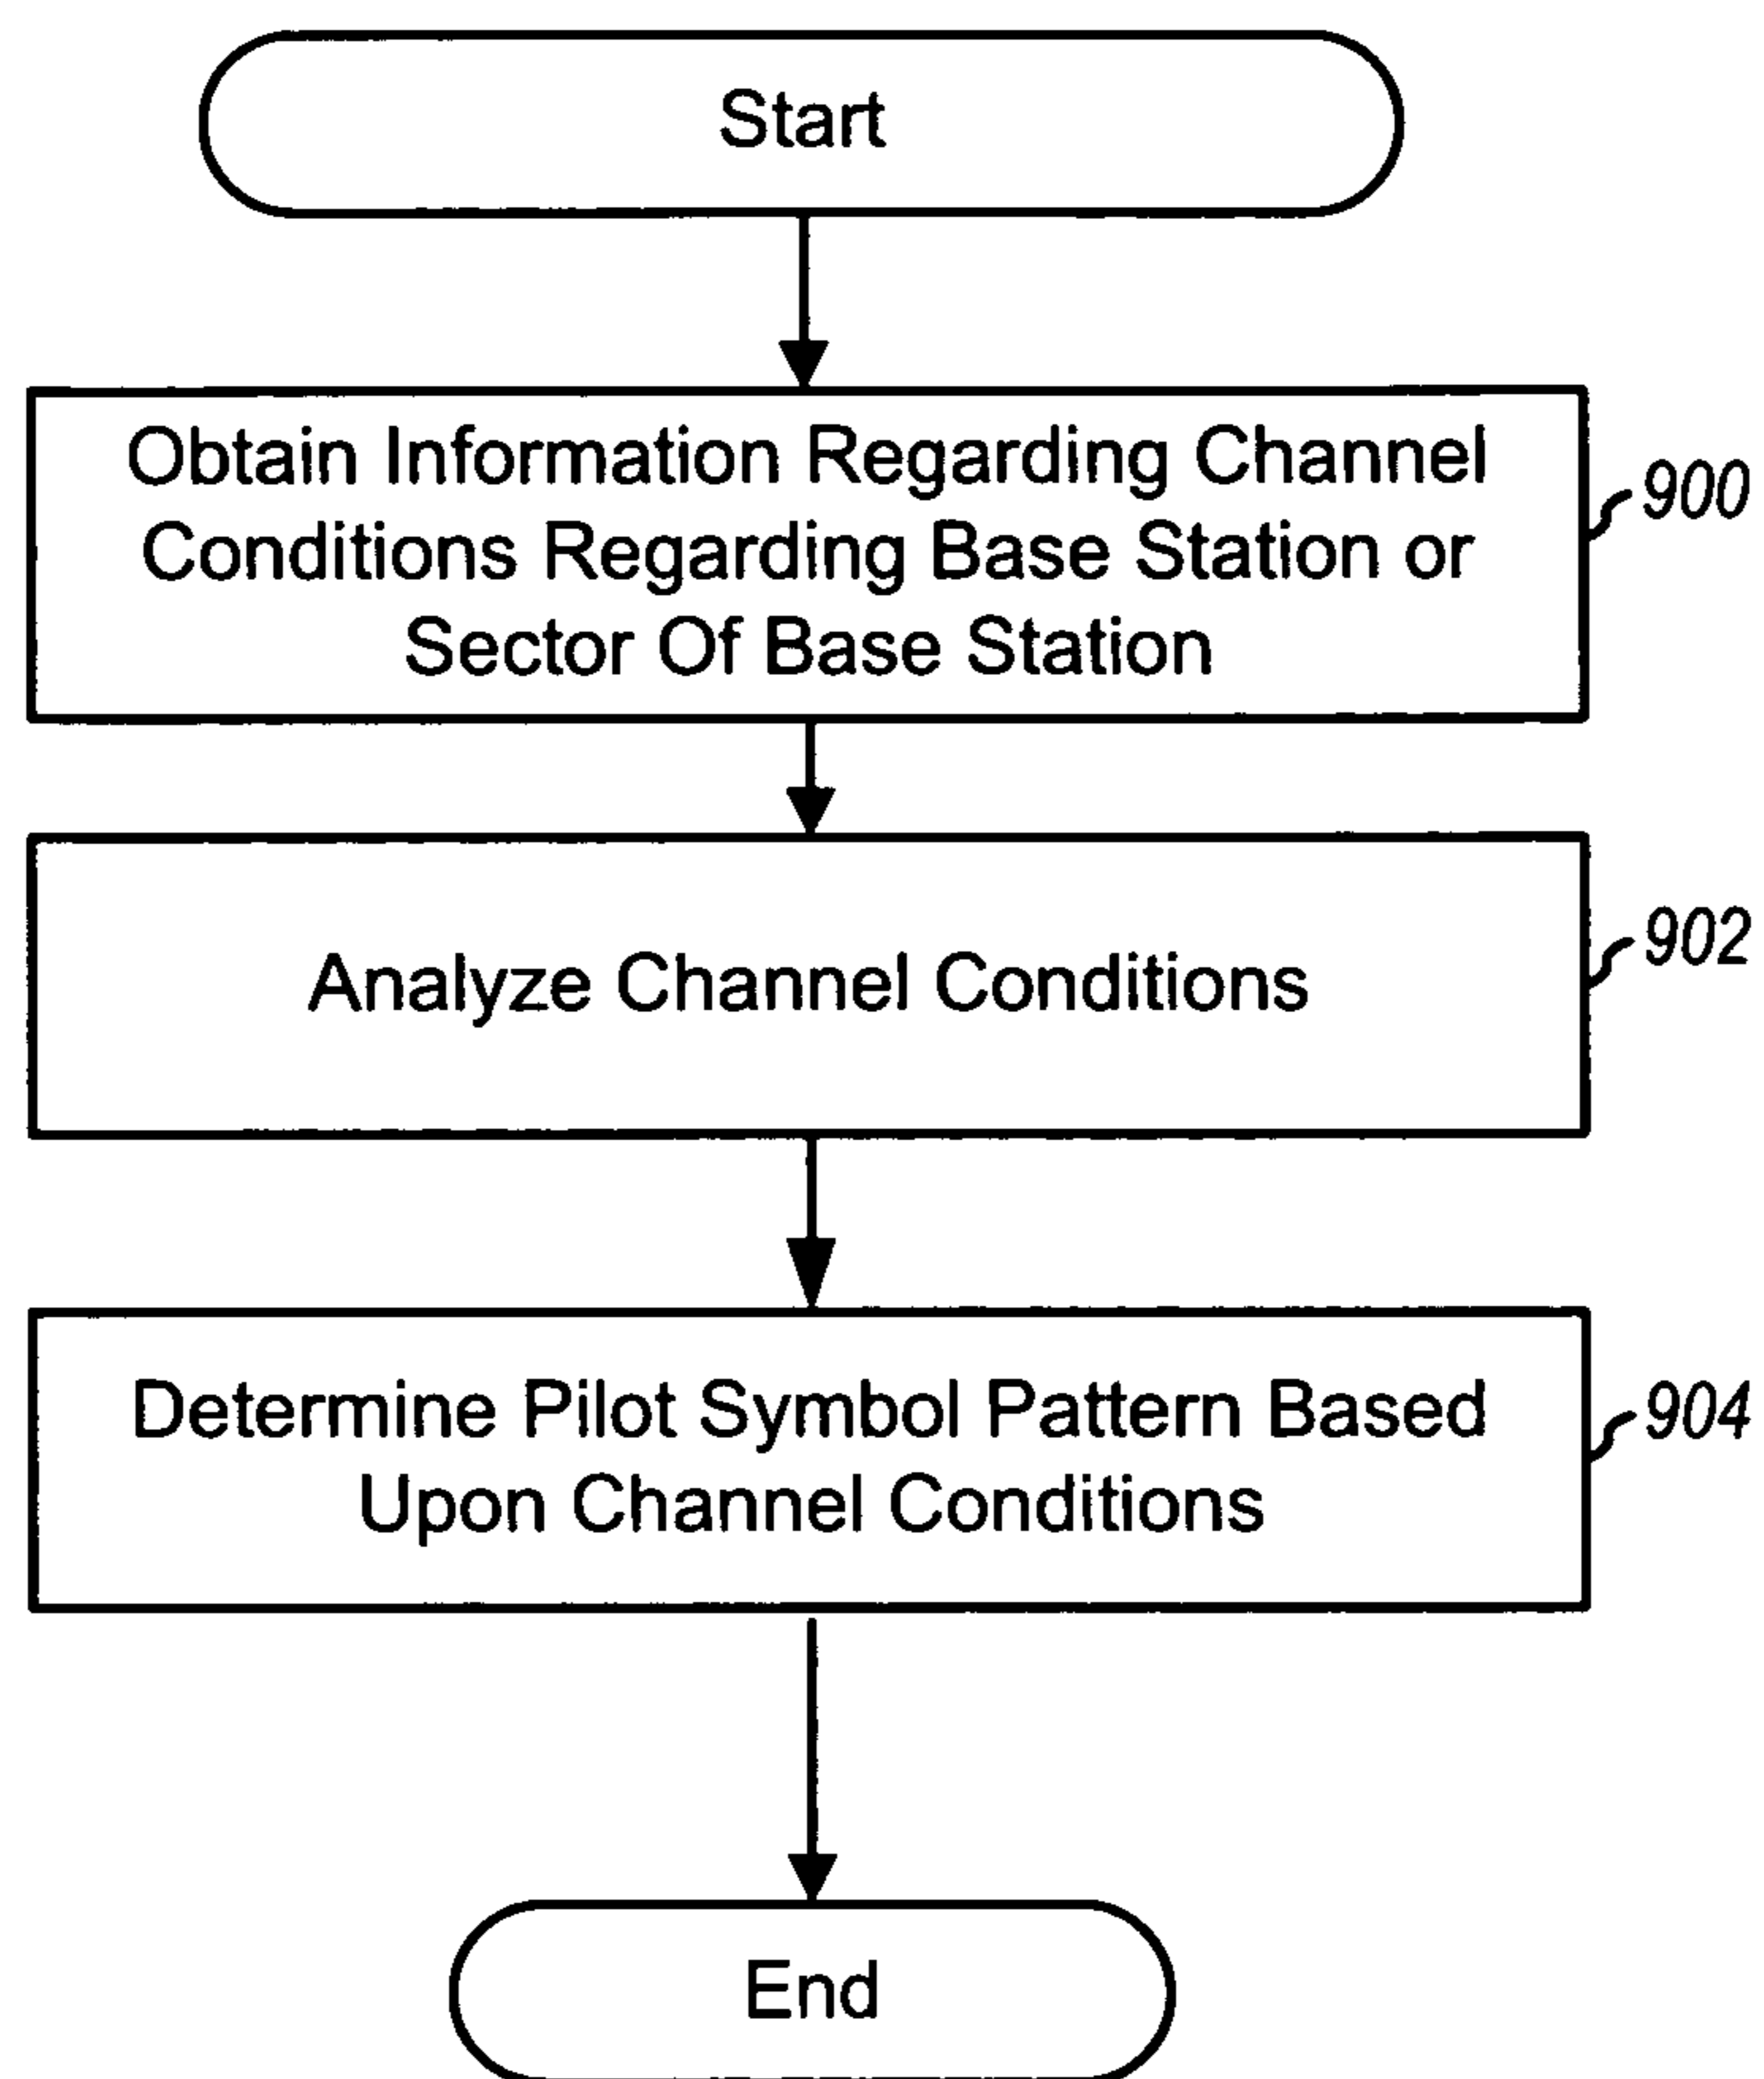 Start
Obtain Information Regarding Channel
Conditions Regarding Base Station or
Sector Of Base Station
900
Analyze Channel Conditions
902
Determine Pilot Symbol Pattern Based
Upon Channel Conditions
904
End